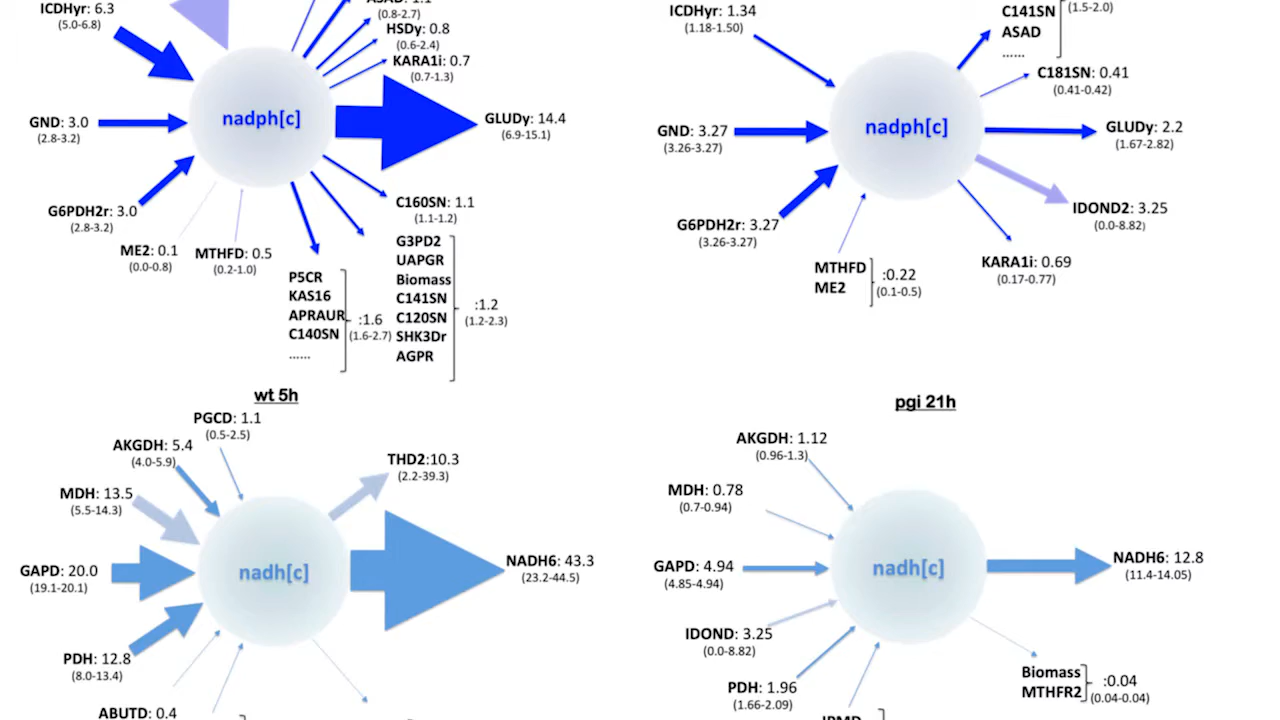 ICDHyr: 6.3
(5.0-6.8)
(0.8-2.7)
HSDy: 0.8
(0.6-2.4)
KARA1i: 0.7
(0.7-1.3)
nadph[c]
GND: 3.0
(2.8-3.2)
GLUDy: 14.4
(6.9-15.1)
G6PDH2r: 3.0
(2.8-3.2)
C160SN: 1.1
(1.1-1.2)
ME2: 0.1
(0.0-0.8)
MTHFD: 0.5
(0.2-1.0)
P5CR
KAS16
APRAUR
C140SN
......
:1.6
(1.6-2.7)
G3PD2
UAPGR
Biomass
C141SN
C120SN
SHK3Dr
AGPR
:1.2
(1.2-2.3)
ICDHyr: 1.34
(1.18-1.50)
C141SN
ASAD
......
(1.5-2.0)
C181SN: 0.41
(0.41-0.42)
nadph[c]
GND: 3.27
(3.26-3.27)
GLUDy: 2.2
(1.67-2.82)
G6PDH2r: 3.27
(3.26-3.27)
IDOND2: 3.25
(0.0-8.82)
MTHFD
ME2
:0.22
(0.1-0.5)
KARA1i: 0.69
(0.17-0.77)
wt 5h
PGCD: 1.1
(0.5-2.5)
AKGDH: 5.4
(4.0-5.9)
THD2:10.3
(2.2-39.3)
MDH: 13.5
(5.5-14.3)
GAPD: 20.0
(19.1-20.1)
nadh[c]
NADH6: 43.3
(23.2-44.5)
PDH: 12.8
(8.0-13.4)
ABUTD: 0.4
pgi 21h
AKGDH: 1.12
(0.96-1.3)
MDH: 0.78
(0.7-0.94)
GAPD: 4.94
(4.85-4.94)
nadh[c]
NADH6: 12.8
(11.4-14.05)
IDOND: 3.25
(0.0-8.82)
PDH: 1.96
(1.66-2.09)
Biomass
MTHFR2
:0.04
(0.04-0.04)